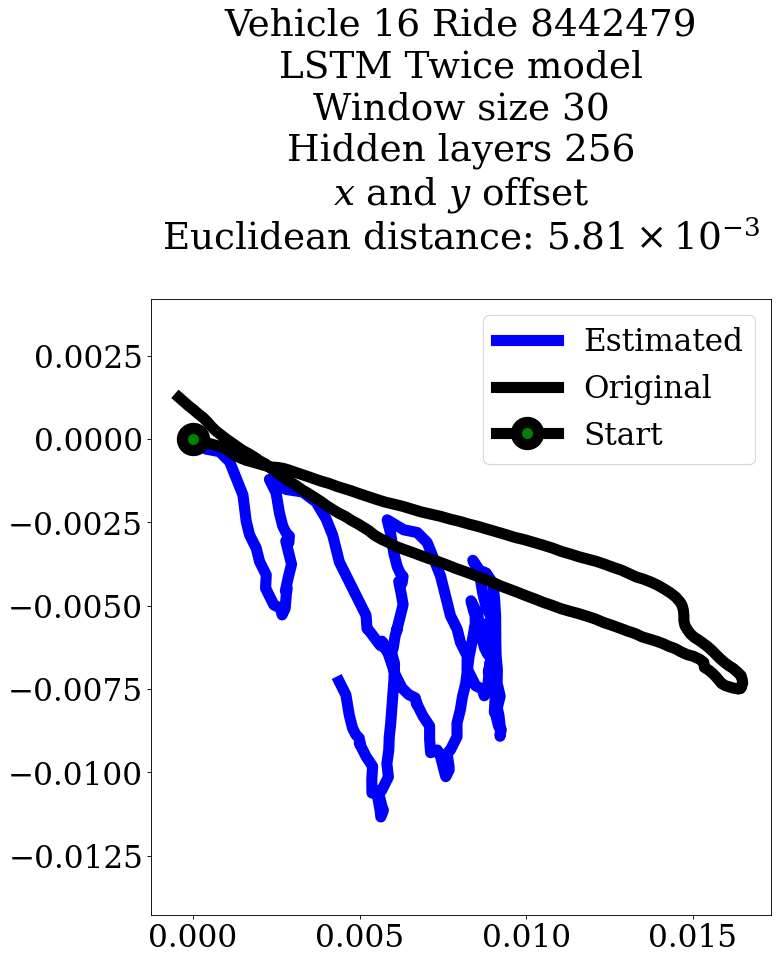 Vehicle 16 Ride 8442479
LSTM Twice model
Window size 30
Hidden layers 256
x and y offset
Euclidean distance: 5.81 × 10⁻³
Estimated
Original
Start
0.0025
0.0000
−0.0025
−0.0050
−0.0075
−0.0100
−0.0125
0.000 0.005 0.010 0.015